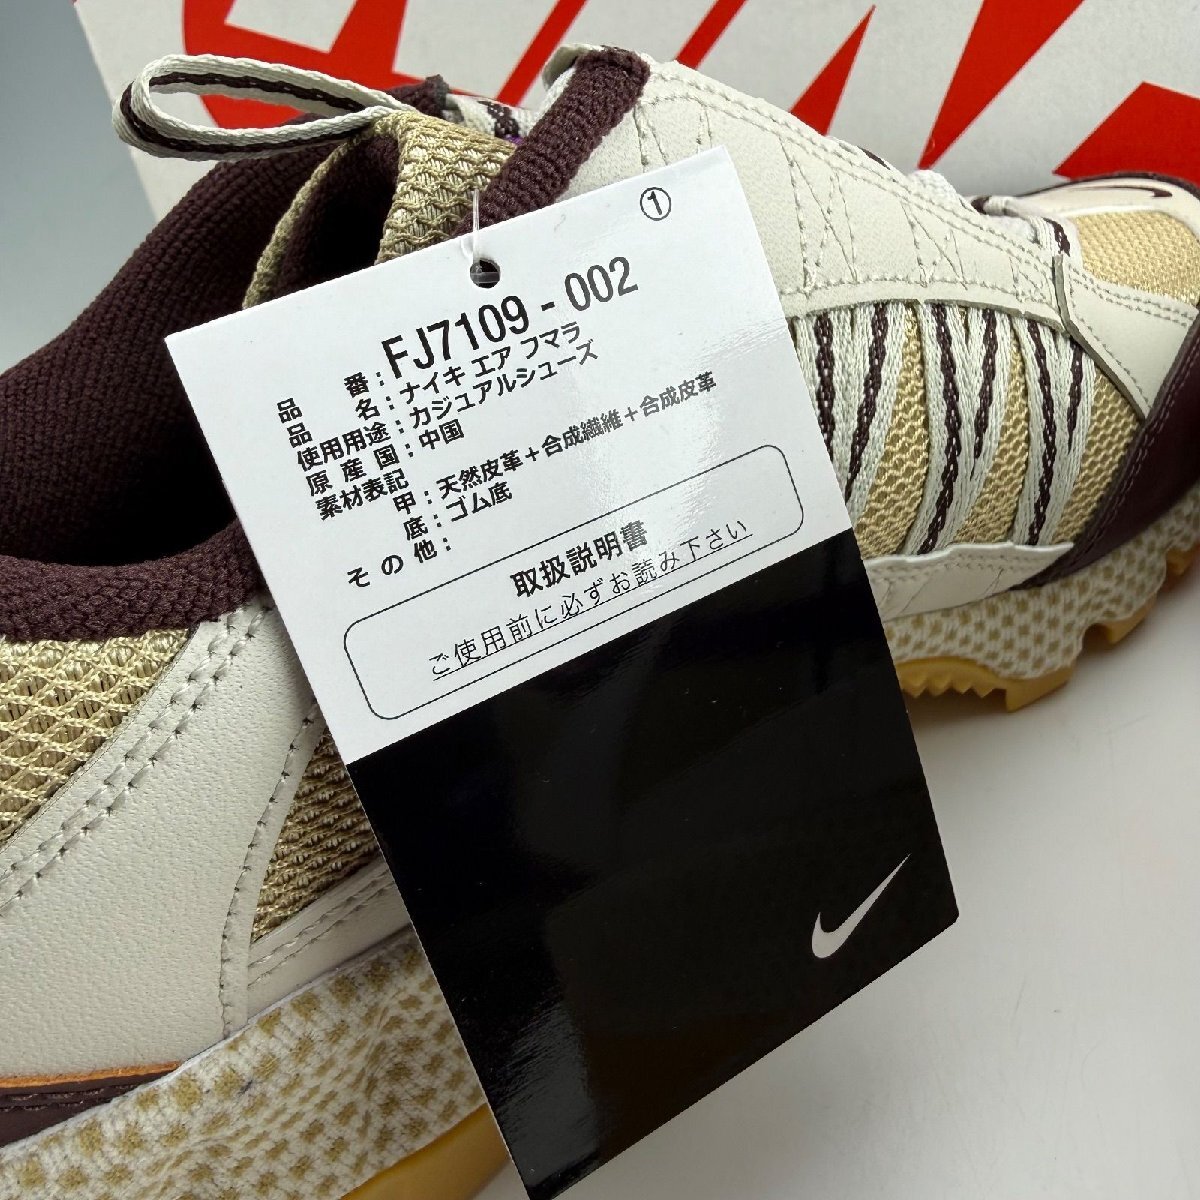 ①
品番：FJ7109-002
品名：ナイキ エア フマラ
使用用途：カジュアルシューズ
原産国：中国
素材表記
甲：天然皮革＋合成繊維＋合成皮革
底：ゴム底
その他：
取扱説明書
ご使用前に必ずお読み下さい